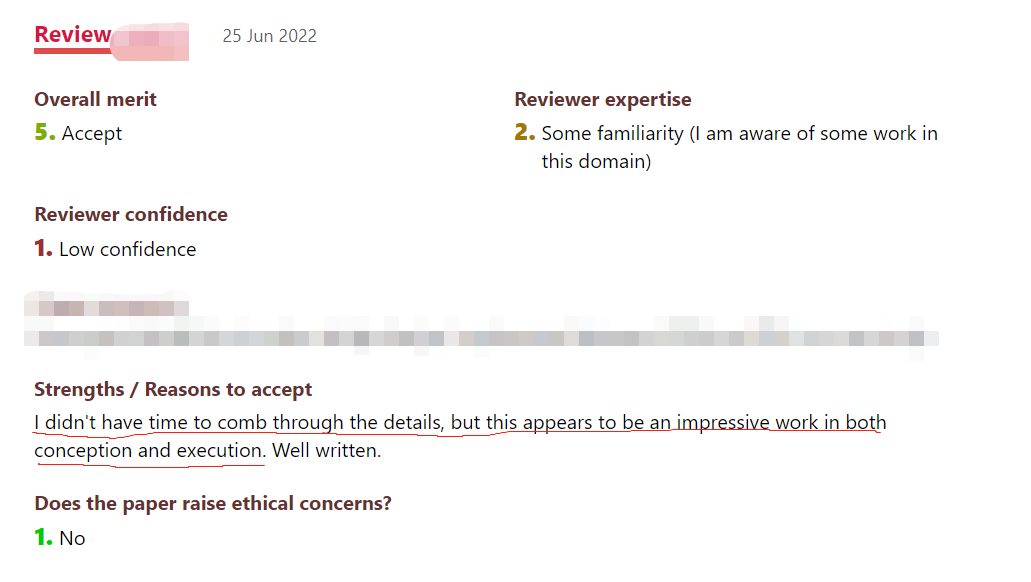 Review
25 Jun 2022
Overall merit
5. Accept
Reviewer expertise
2. Some familiarity (I am aware of some work in
this domain)
Reviewer confidence
1. Low confidence
Strengths / Reasons to accept
I didn't have time to comb through the details, but this appears to be an impressive work in both
conception and execution. Well written.
Does the paper raise ethical concerns?
1. No